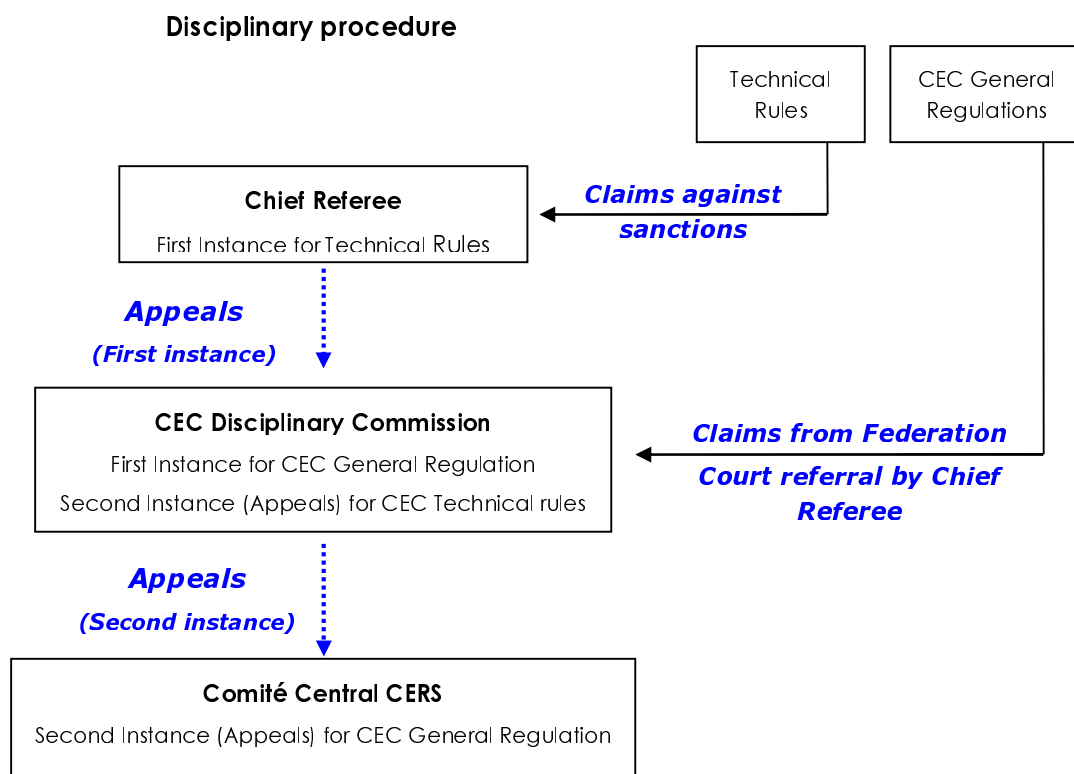 Disciplinary procedure
Technical
Rules
CEC General
Regulations
Chief Referee
First Instance for Technical Rules
Claims against
sanctions
Appeals
(First instance)
CEC Disciplinary Commission
First Instance for CEC General Regulation
Second Instance (Appeals) for CEC Technical rules
Claims from Federation
Court referral by Chief
Referee
Appeals
(Second instance)
Comité Central CERS
Second Instance (Appeals) for CEC General Regulation